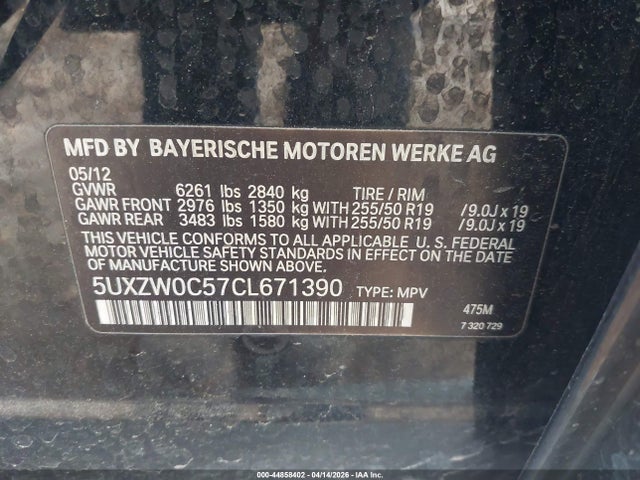 MFD BY BAYERISCHE MOTOREN WERKE AG
05/12
GVWR 6261 lbs 2840 kg TIRE / RIM
GAWR FRONT 2976 lbs 1350 kg WITH 255/50 R19 /9.0J x 19
GAWR REAR 3483 lbs 1580 kg WITH 255/50 R19 /9.0J x 19
THIS VEHICLE CONFORMS TO ALL APPLICABLE U. S. FEDERAL
MOTOR VEHICLE SAFETY STANDARDS IN EFFECT ON THE
DATE OF MANUFACTURE SHOWN ABOVE.
5UXZW0C57CL671390 TYPE: MPV
475M
7 320 729
000-44858402 - 04/14/2026 - IAA Inc.